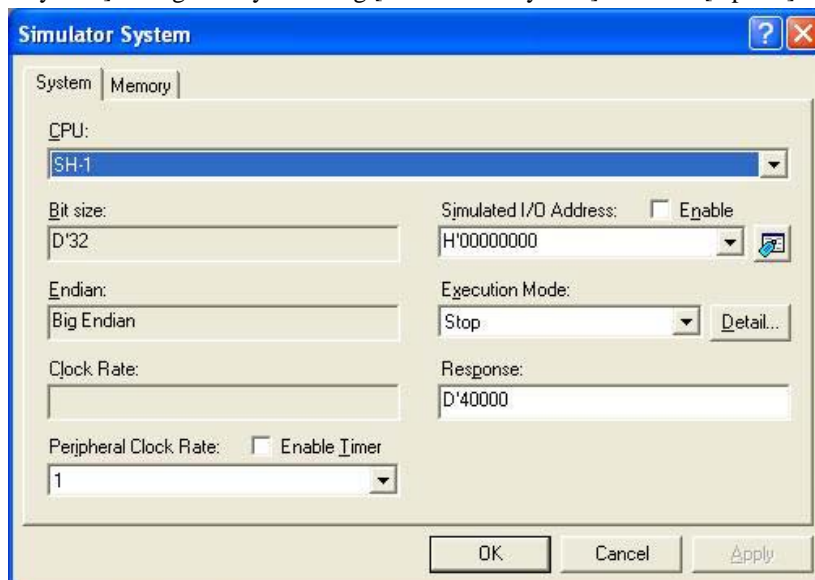 Simulator System
System Memory
CPU:
SH-1
Bit size:
D'32
Simulated I/O Address: Enable
H'00000000
Endian:
Big Endian
Execution Mode:
Stop Detail...
Clock Rate:
Response:
D'40000
Peripheral Clock Rate: Enable Timer
1
OK Cancel Apply